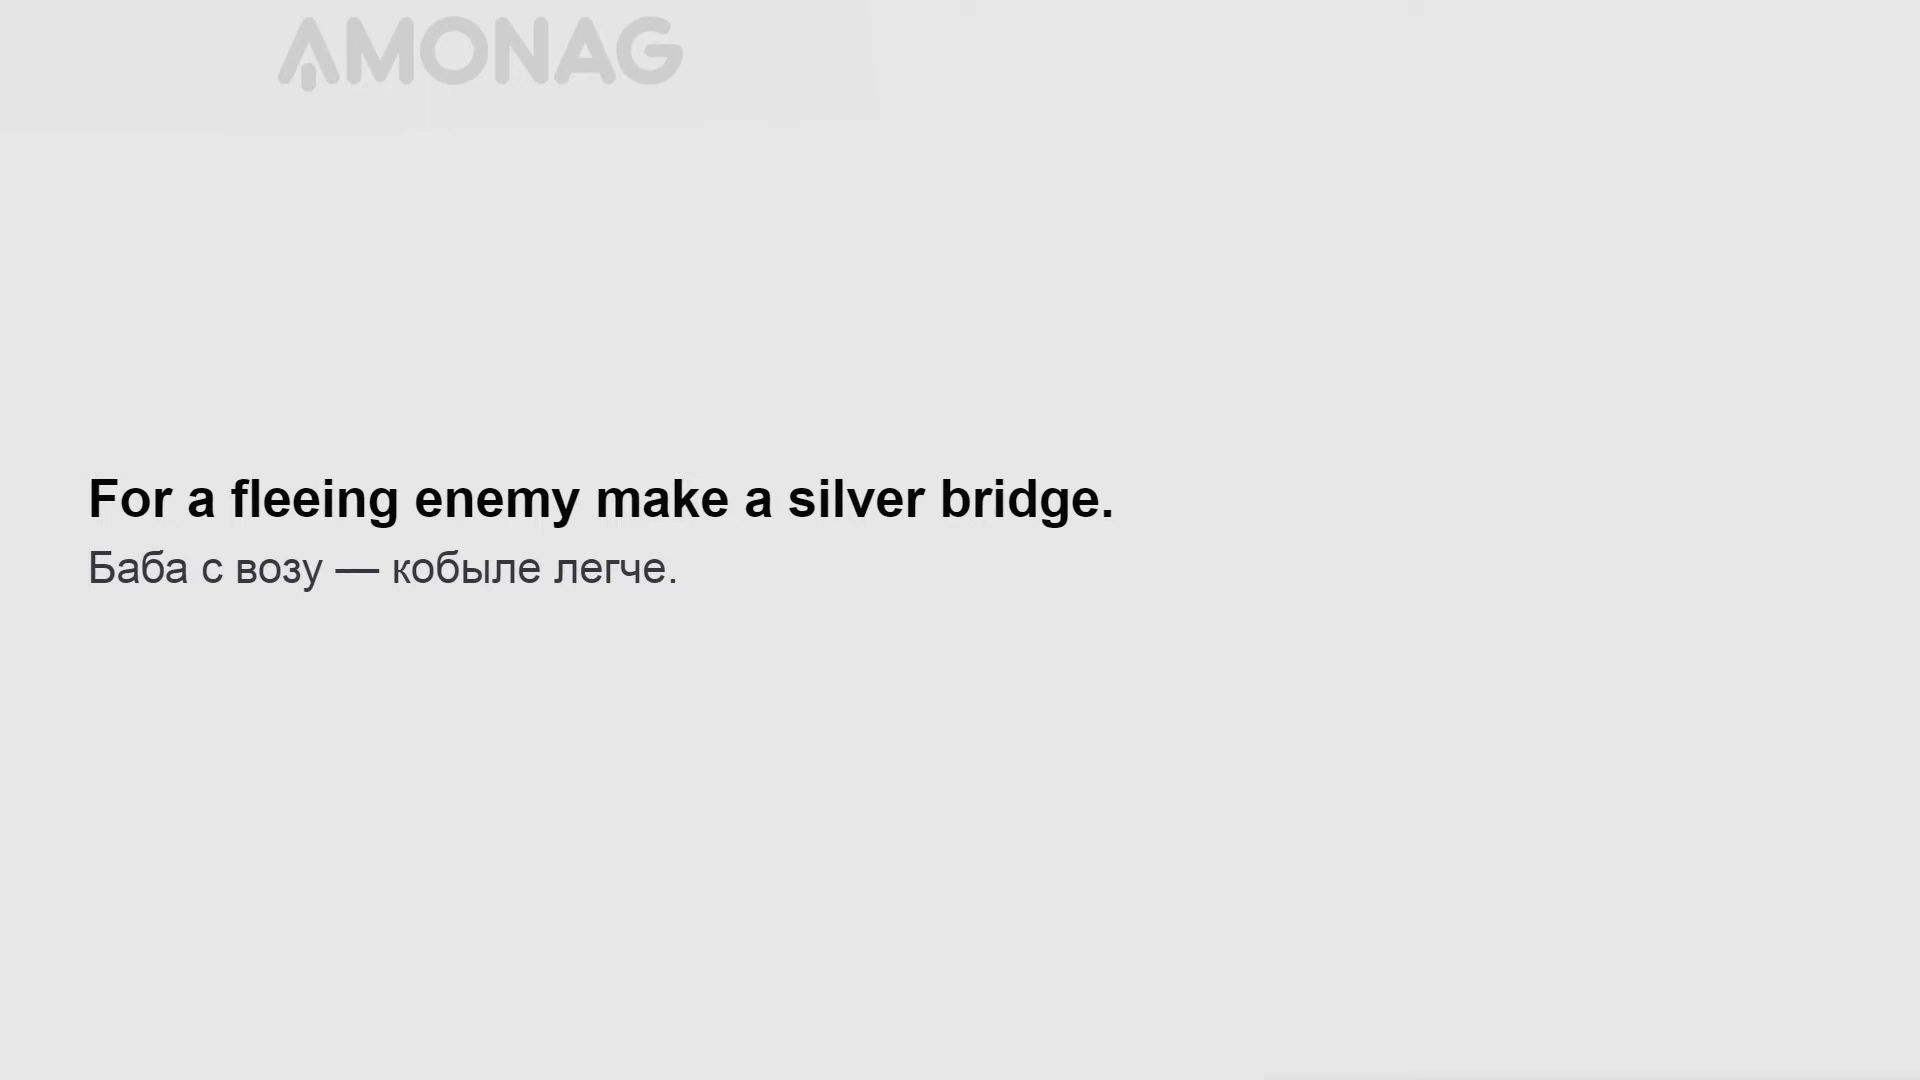 AMONAG
For a fleeing enemy make a silver bridge.
Баба с возу — кобыле легче.